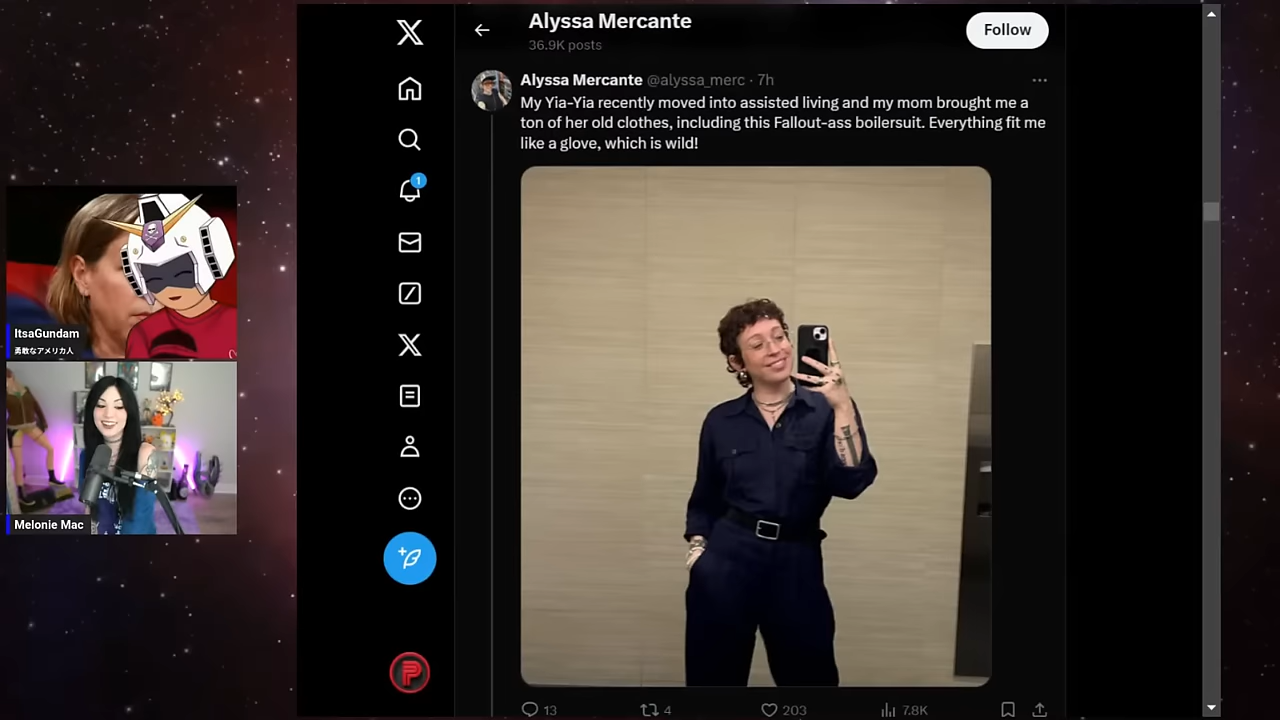 Alyssa Mercante
36.9K posts
Follow
Alyssa Mercante @alyssa_merc · 7h
My Yia-Yia recently moved into assisted living and my mom brought me a
ton of her old clothes, including this Fallout-ass boilersuit. Everything fit me
like a glove, which is wild!
1
ItsaGundam
勇敢なアメリカ人
Melonie Mac
13
4
203
7.8K